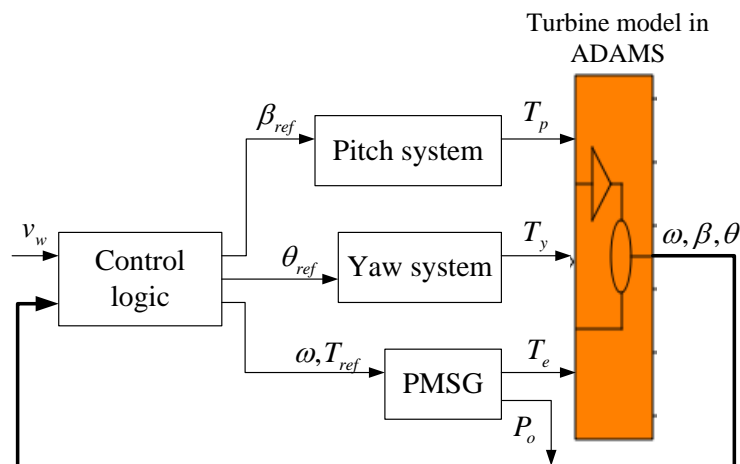 Turbine model in
ADAMS
β_ref
Pitch system
T_p
v_w
Control
logic
θ_ref
Yaw system
T_y
ω, β, θ
ω, T_ref
PMSG
T_e
P_o